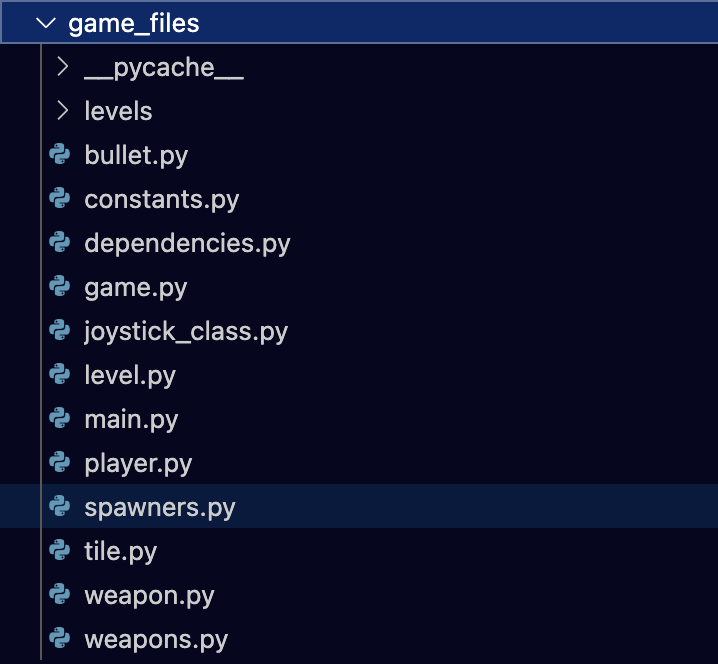 game_files
__pycache__
levels
bullet.py
constants.py
dependencies.py
game.py
joystick_class.py
level.py
main.py
player.py
spawners.py
tile.py
weapon.py
weapons.py